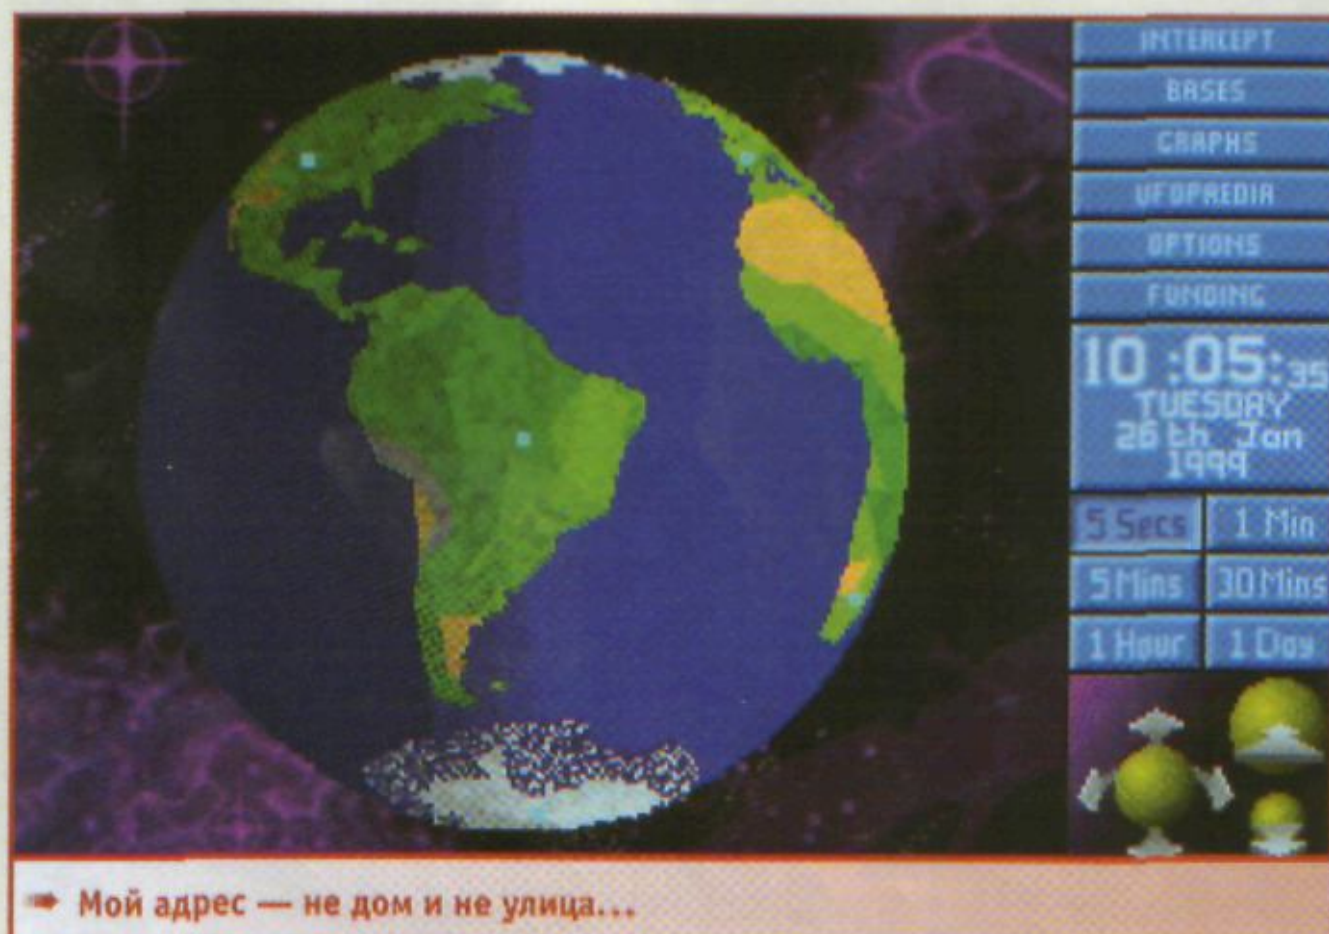 INTERCEPT
BASES
GRAPHS
UFOPAEDIA
OPTIONS
FUNDING
10 :05:35
TUESDAY
26th Jan
1999
5 Secs 1 Min
5 Mins 30 Mins
1 Hour 1 Day
➠ Мой адрес — не дом и не улица...